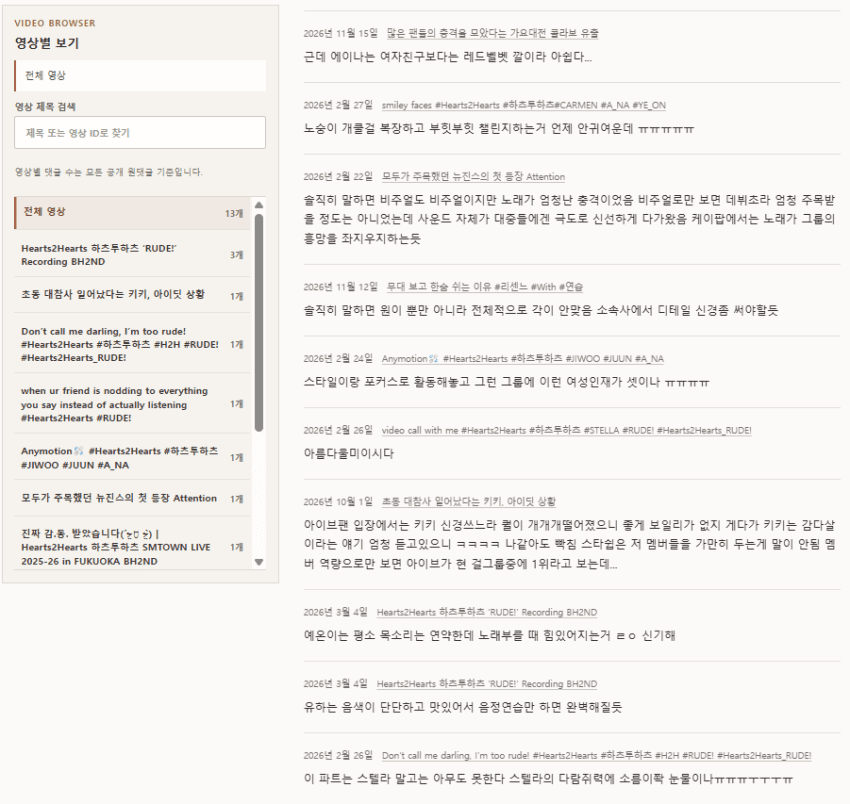 VIDEO BROWSER
영상별 보기
전체 영상
영상 제목 검색
제목 또는 영상 ID로 찾기
영상별 댓글 수는 모든 공개 원댓글 기준입니다.
전체 영상 13개
Hearts2Hearts 하츠투하츠 ‘RUDE!’
Recording BH2ND 3개
초동 대참사 일어났다는 키키, 아이딧 상황 1개
Don’t call me darling, I’m too rude!
#Hearts2Hearts #하츠투하츠 #H2H #RUDE!
#Hearts2Hearts_RUDE! 1개
when ur friend is nodding to everything
you say instead of actually listening
#Hearts2Hearts #RUDE! 1개
Anymotion #Hearts2Hearts #하츠투하츠
#JIWOO #JUUN #A_NA 1개
모두가 주목했던 뉴진스의 첫 등장 Attention 1개
진짜 감.동. 받았습니다 |
Hearts2Hearts 하츠투하츠 SMTOWN LIVE
2025-26 in FUKUOKA BH2ND 1개
2026년 11월 15일 많은 팬들의 충격을 모았다는 가요대전 콜라보 유출
근데 에이나는 여자친구보다는 레드벨벳 깔이라 아쉽다...
2026년 2월 27일 smiley faces #Hearts2Hearts #하츠투하츠#CARMEN #A_NA #YE_ON
노숭이 개쿨걸 복장하고 부힛부힛 챌린지하는거 언제 안귀여운데 ㅠㅠㅠㅠㅠ
2026년 2월 22일 모두가 주목했던 뉴진스의 첫 등장 Attention
솔직히 말하면 비주얼도 비주얼이지만 노래가 엄청난 충격이었음 비주얼로만 보면 데뷔초라 엄청 주목받
을 정도는 아니었는데 사운드 자체가 대중들에겐 극도로 신선하게 다가왔음 케이팝에서는 노래가 그룹의
흥망을 좌지우지하는듯
2026년 11월 12일 무대 보고 한숨 쉬는 이유 #리센느 #With #연습
솔직히 말하면 원이 뿐만 아니라 전체적으로 각이 안맞음 소속사에서 디테일 신경좀 써야할듯
2026년 2월 24일 Anymotion #Hearts2Hearts #하츠투하츠 #JIWOO #JUUN #A_NA
스타일이랑 포커스로 활동해놓고 그런 그룹에 이런 여성인재가 셋이나 ㅠㅠㅠㅠ
2026년 2월 26일 video call with me #Hearts2Hearts #하츠투하츠 #STELLA #RUDE! #Hearts2Hearts_RUDE!
아름다울미이시다
2026년 10월 1일 초동 대참사 일어났다는 키키, 아이딧 상황
아이브팬 입장에서는 키키 신경쓰느라 퀄이 개개개떨어졌으니 좋게 보일리가 없지 게다가 키키는 감다살
이라는 얘기 엄청 듣고있으니 ㅋㅋㅋㅋ 나같아도 빡침 스타쉽은 저 멤버들을 가만히 두는게 말이 안됨 멤
버 역량으로만 보면 아이브가 현 걸그룹중에 1위라고 보는데...
2026년 3월 4일 Hearts2Hearts 하츠투하츠 ‘RUDE!’ Recording BH2ND
예온이는 평소 목소리는 연약한데 노래부를 때 힘있어지는거 ㄹㅇ 신기해
2026년 3월 4일 Hearts2Hearts 하츠투하츠 ‘RUDE!’ Recording BH2ND
유하는 음색이 단단하고 맛있어서 음정연습만 하면 완벽해질듯
2026년 2월 26일 Don’t call me darling, I’m too rude! #Hearts2Hearts #하츠투하츠 #H2H #RUDE! #Hearts2Hearts_RUDE!
이 파트는 스텔라 말고는 아무도 못한다 스텔라의 다람쥐력에 소름이쫙 눈물이나ㅠㅠㅠㅜㅜㅜㅠ